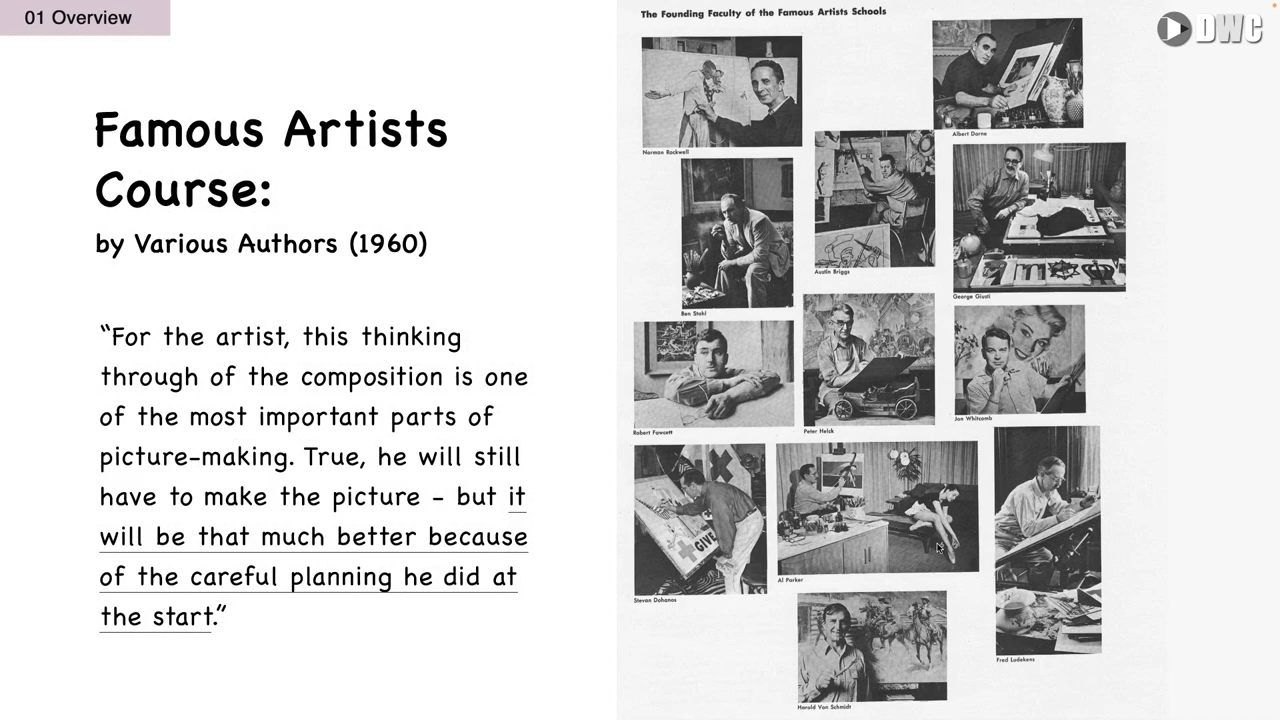 01 Overview
Famous Artists
Course:
by Various Authors (1960)
“For the artist, this thinking
through of the composition is one
of the most important parts of
picture-making. True, he will still
have to make the picture - but it
will be that much better because
of the careful planning he did at
the start.”
The Founding Faculty of the Famous Artists Schools
DWC
Norman Rockwell
Albert Dorne
Ben Stahl
Austin Briggs
George Giusti
Robert Fawcett
Peter Helck
Jon Whitcomb
GIVE
Stevan Dohanos
Al Parker
Fred Ludekens
Harold Von Schmidt